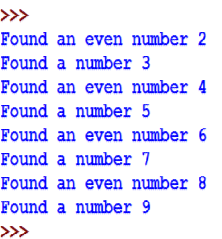 >>>
Found an even number 2
Found a number 3
Found an even number 4
Found a number 5
Found an even number 6
Found a number 7
Found an even number 8
Found a number 9
>>>